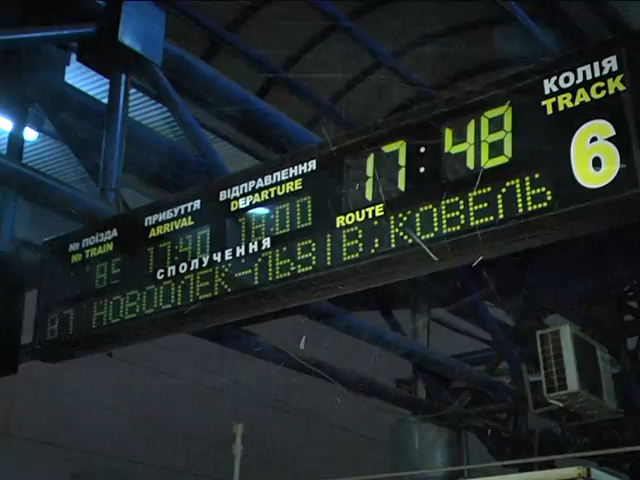 КОЛІЯ
TRACK
6
17:48
ВІДПРАВЛЕННЯ
DEPARTURE
18:00
ПРИБУТТЯ
ARRIVAL
17:40
№ ПОЇЗДА
№ TRAIN
СПОЛУЧЕННЯ
ROUTE
87 НОВООЛЕК-ЛЬВІВ;КОВЕЛЬ